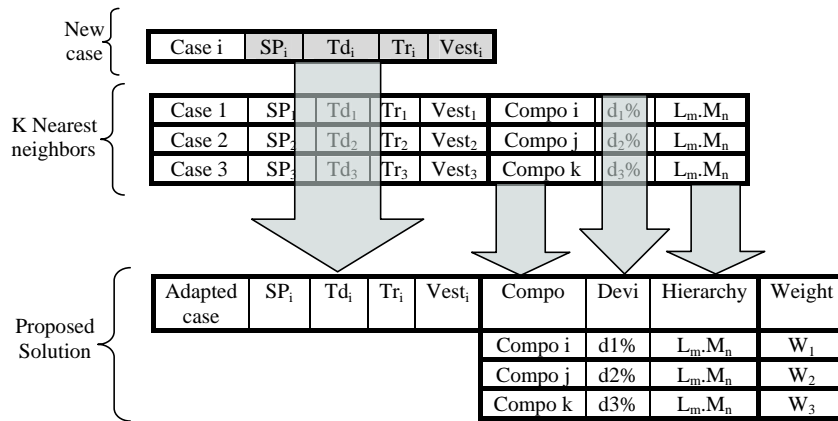 New case
Case i SPi Tdi Tri Vesti
K Nearest neighbors
Case 1 SP1 Td1 Tr1 Vest1 Compo i d1% Lm.Mn
Case 2 SP2 Td2 Tr2 Vest2 Compo j d2% Lm.Mn
Case 3 SP3 Td3 Tr3 Vest3 Compo k d3% Lm.Mn
Proposed Solution
Adapted case SPi Tdi Tri Vesti Compo Devi Hierarchy Weight
Compo i d1% Lm.Mn W1
Compo j d2% Lm.Mn W2
Compo k d3% Lm.Mn W3